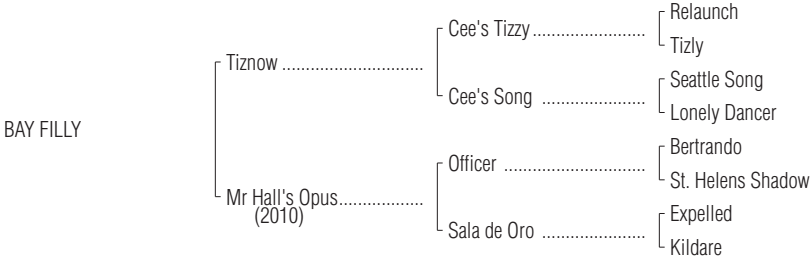 Relaunch
Cee's Tizzy........................
Tizly
Tiznow ..............................
Seattle Song
Cee's Song ......................
Lonely Dancer
BAY FILLY
Bertrando
Officer ..............................
St. Helens Shadow
Mr Hall's Opus..................
(2010)
Expelled
Sala de Oro ......................
Kildare